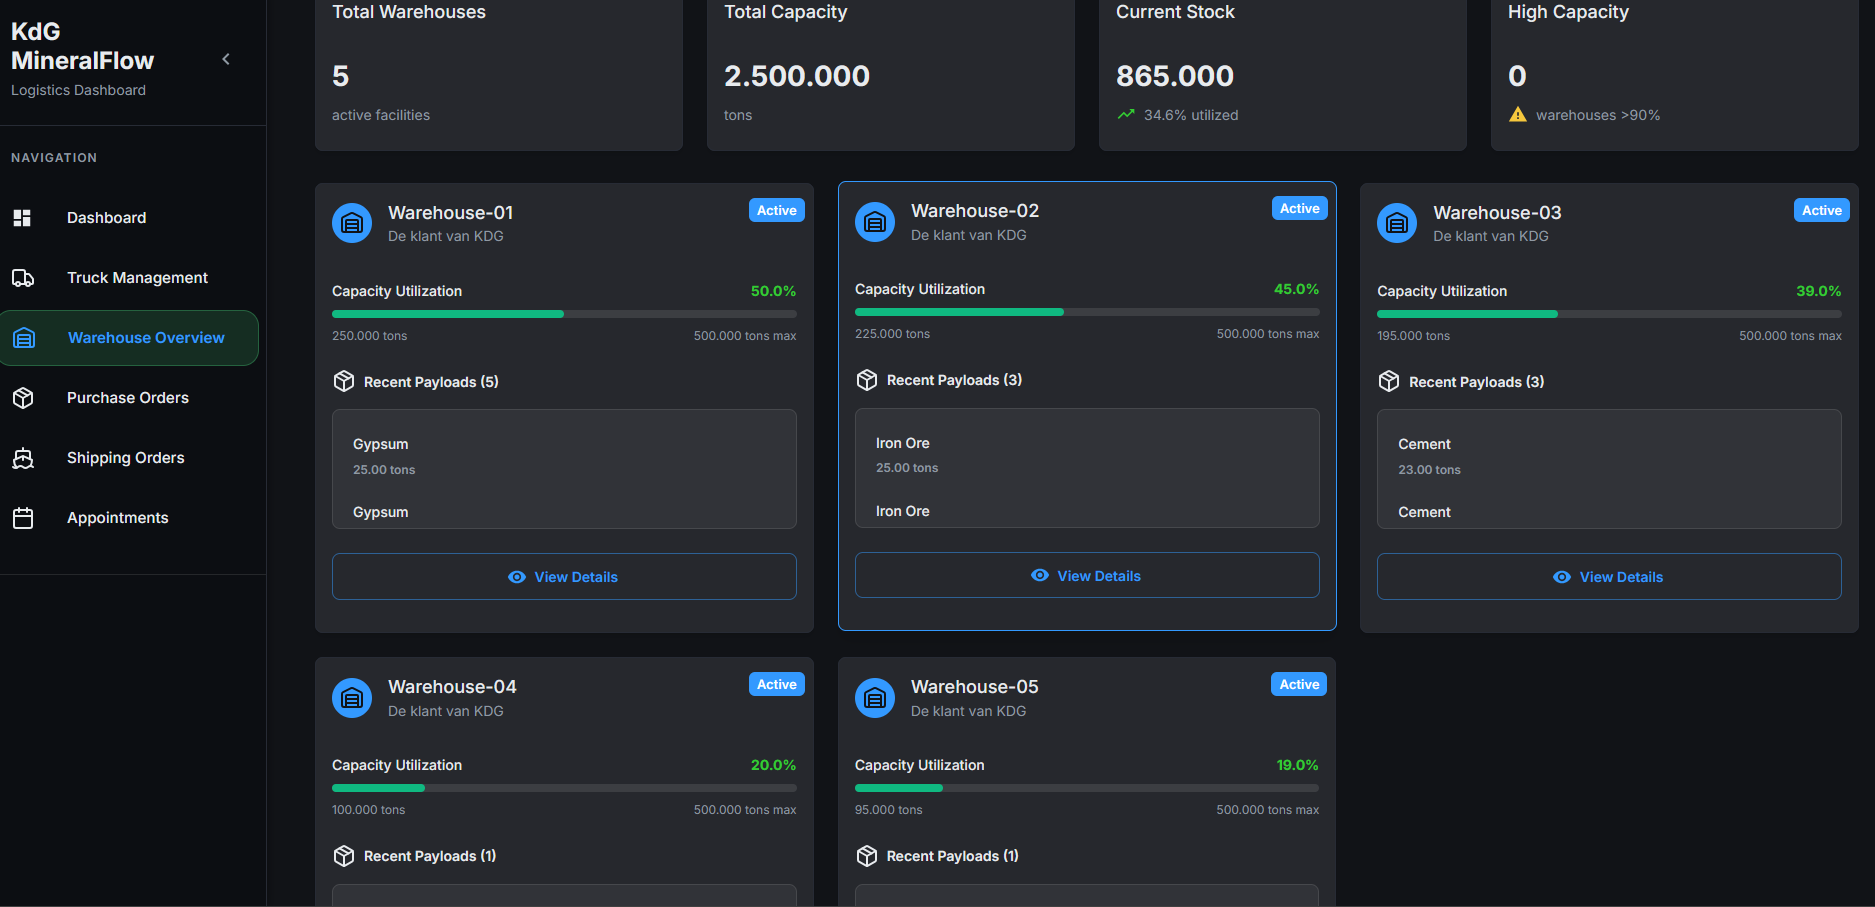 KdG
MineralFlow
Logistics Dashboard
NAVIGATION
Dashboard
Truck Management
Warehouse Overview
Purchase Orders
Shipping Orders
Appointments
Total Warehouses
5
active facilities
Total Capacity
2.500.000
tons
Current Stock
865.000
34.6% utilized
High Capacity
0
warehouses >90%
Warehouse-01
De klant van KDG
Active
Capacity Utilization
50.0%
250.000 tons
500.000 tons max
Recent Payloads (5)
Gypsum
25.00 tons
Gypsum
View Details
Warehouse-02
De klant van KDG
Active
Capacity Utilization
45.0%
225.000 tons
500.000 tons max
Recent Payloads (3)
Iron Ore
25.00 tons
Iron Ore
View Details
Warehouse-03
De klant van KDG
Active
Capacity Utilization
39.0%
195.000 tons
500.000 tons max
Recent Payloads (3)
Cement
23.00 tons
Cement
View Details
Warehouse-04
De klant van KDG
Active
Capacity Utilization
20.0%
100.000 tons
500.000 tons max
Recent Payloads (1)
Warehouse-05
De klant van KDG
Active
Capacity Utilization
19.0%
95.000 tons
500.000 tons max
Recent Payloads (1)